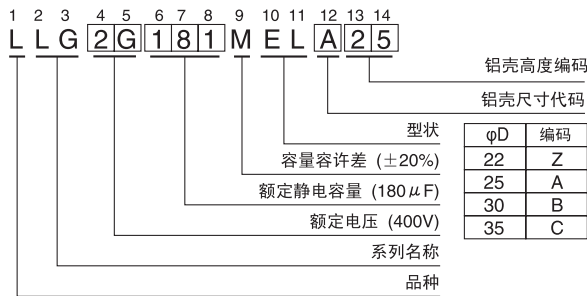 1 2 3 4 5 6 7 8 9 10 11 12 13 14
L L G 2 G 1 8 1 M E L A 2 5
铝壳高度编码
铝壳尺寸代码
型状
容量容许差 (±20%)
额定静电容量 (180μF)
额定电压 (400V)
系列名称
品种
φD 编码
22 Z
25 A
30 B
35 C